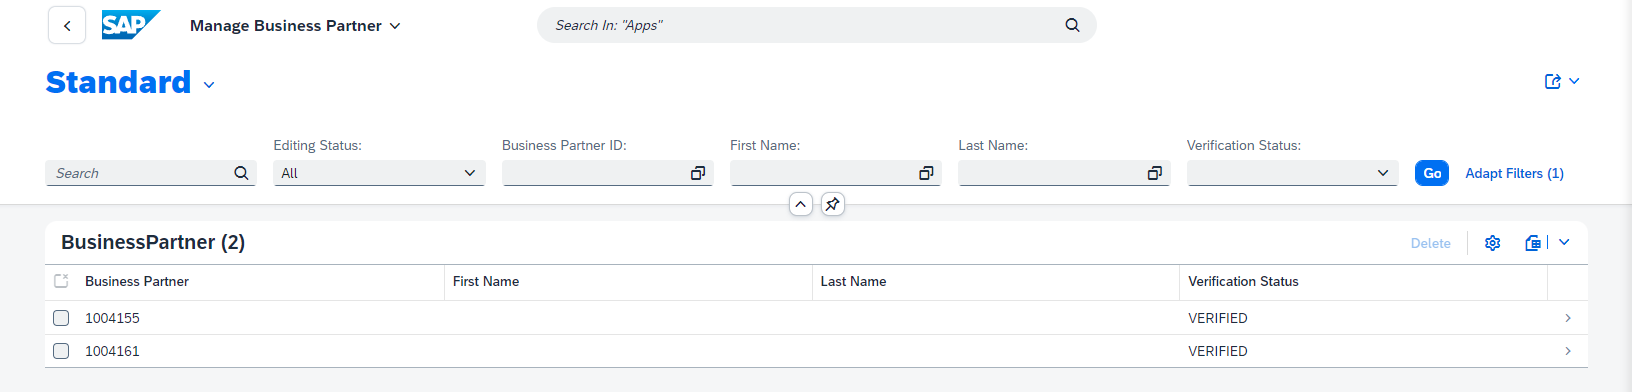 SAP Manage Business Partner Search In: "Apps"
Standard
Editing Status: Business Partner ID: First Name: Last Name: Verification Status:
Search All Go Adapt Filters (1)
BusinessPartner (2) Delete
Business Partner First Name Last Name Verification Status
1004155 VERIFIED
1004161 VERIFIED